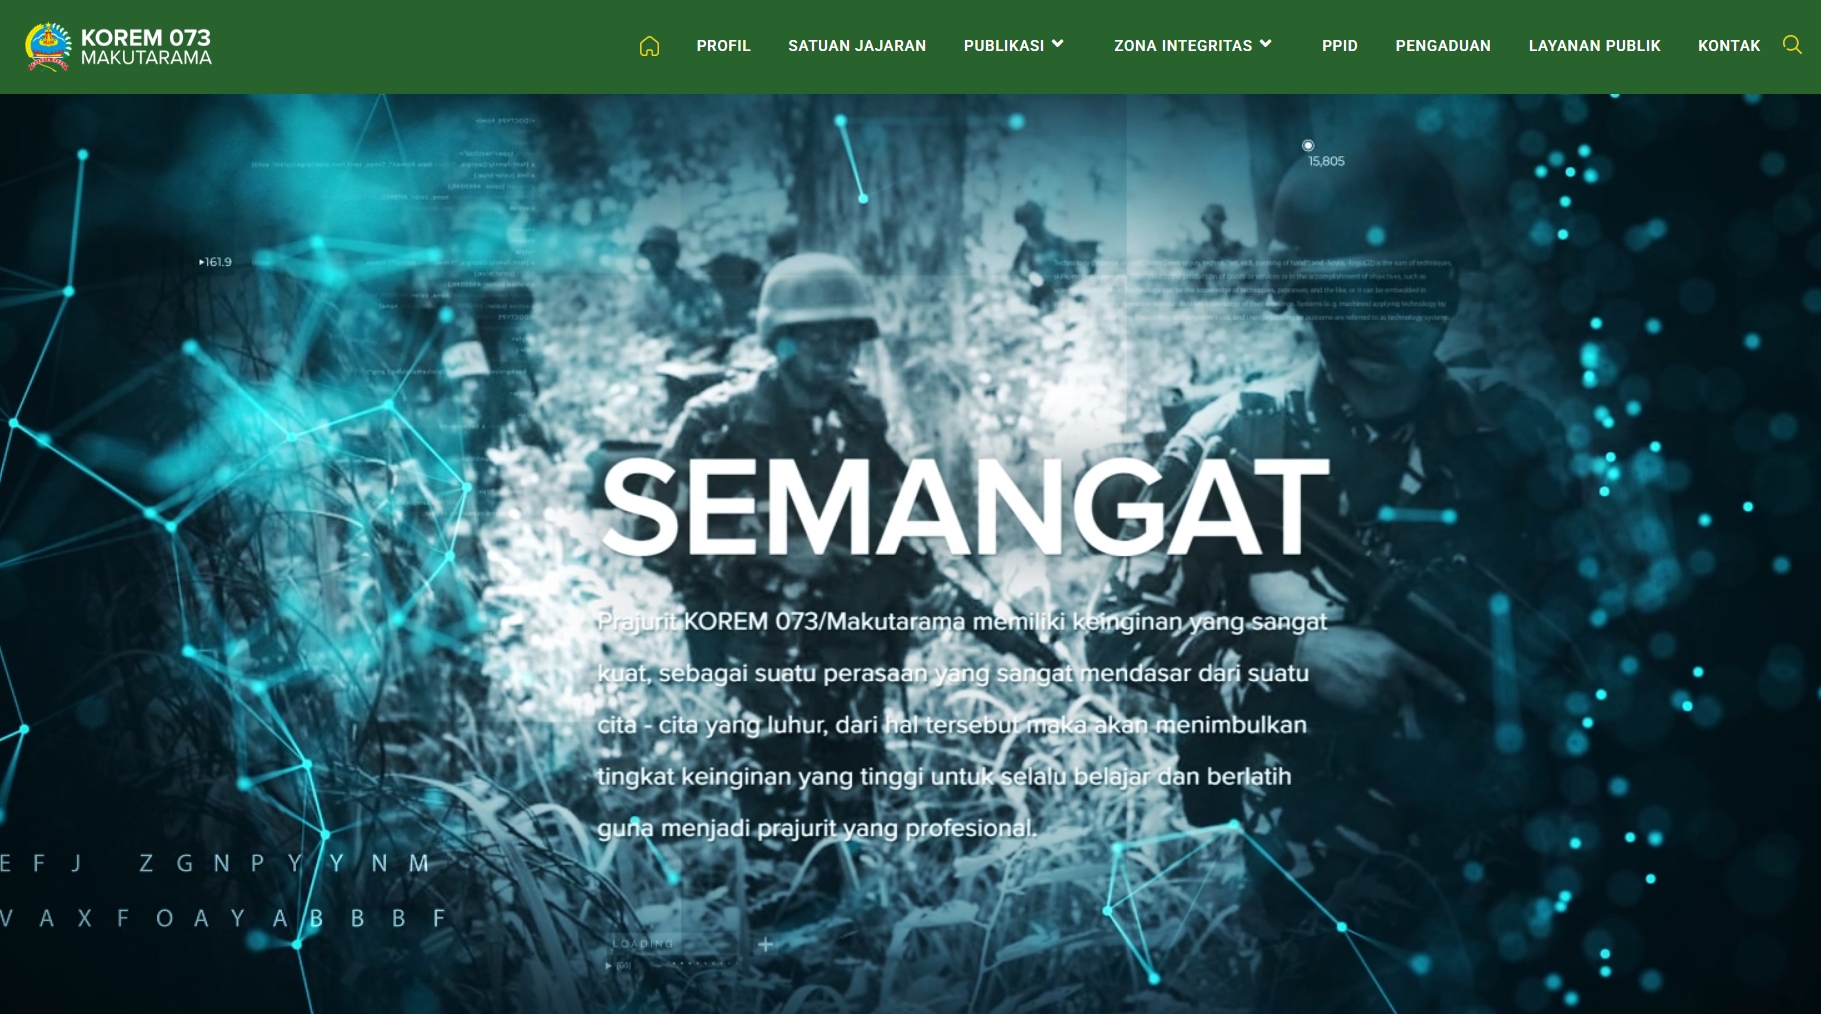 KOREM 073
MAKUTARAMA
PROFIL
SATUAN JAJARAN
PUBLIKASI
ZONA INTEGRITAS
PPID
PENGADUAN
LAYANAN PUBLIK
KONTAK
15,805
161.9
SEMANGAT
Prajurit KOREM 073/Makutarama memiliki keinginan yang sangat
kuat, sebagai suatu perasaan yang sangat mendasar dari suatu
cita - cita yang luhur, dari hal tersebut maka akan menimbulkan
tingkat keinginan yang tinggi untuk selalu belajar dan berlatih
guna menjadi prajurit yang profesional.
E F J Z G N P Y Y N M
V A X F O A Y A B B B F
LOADING